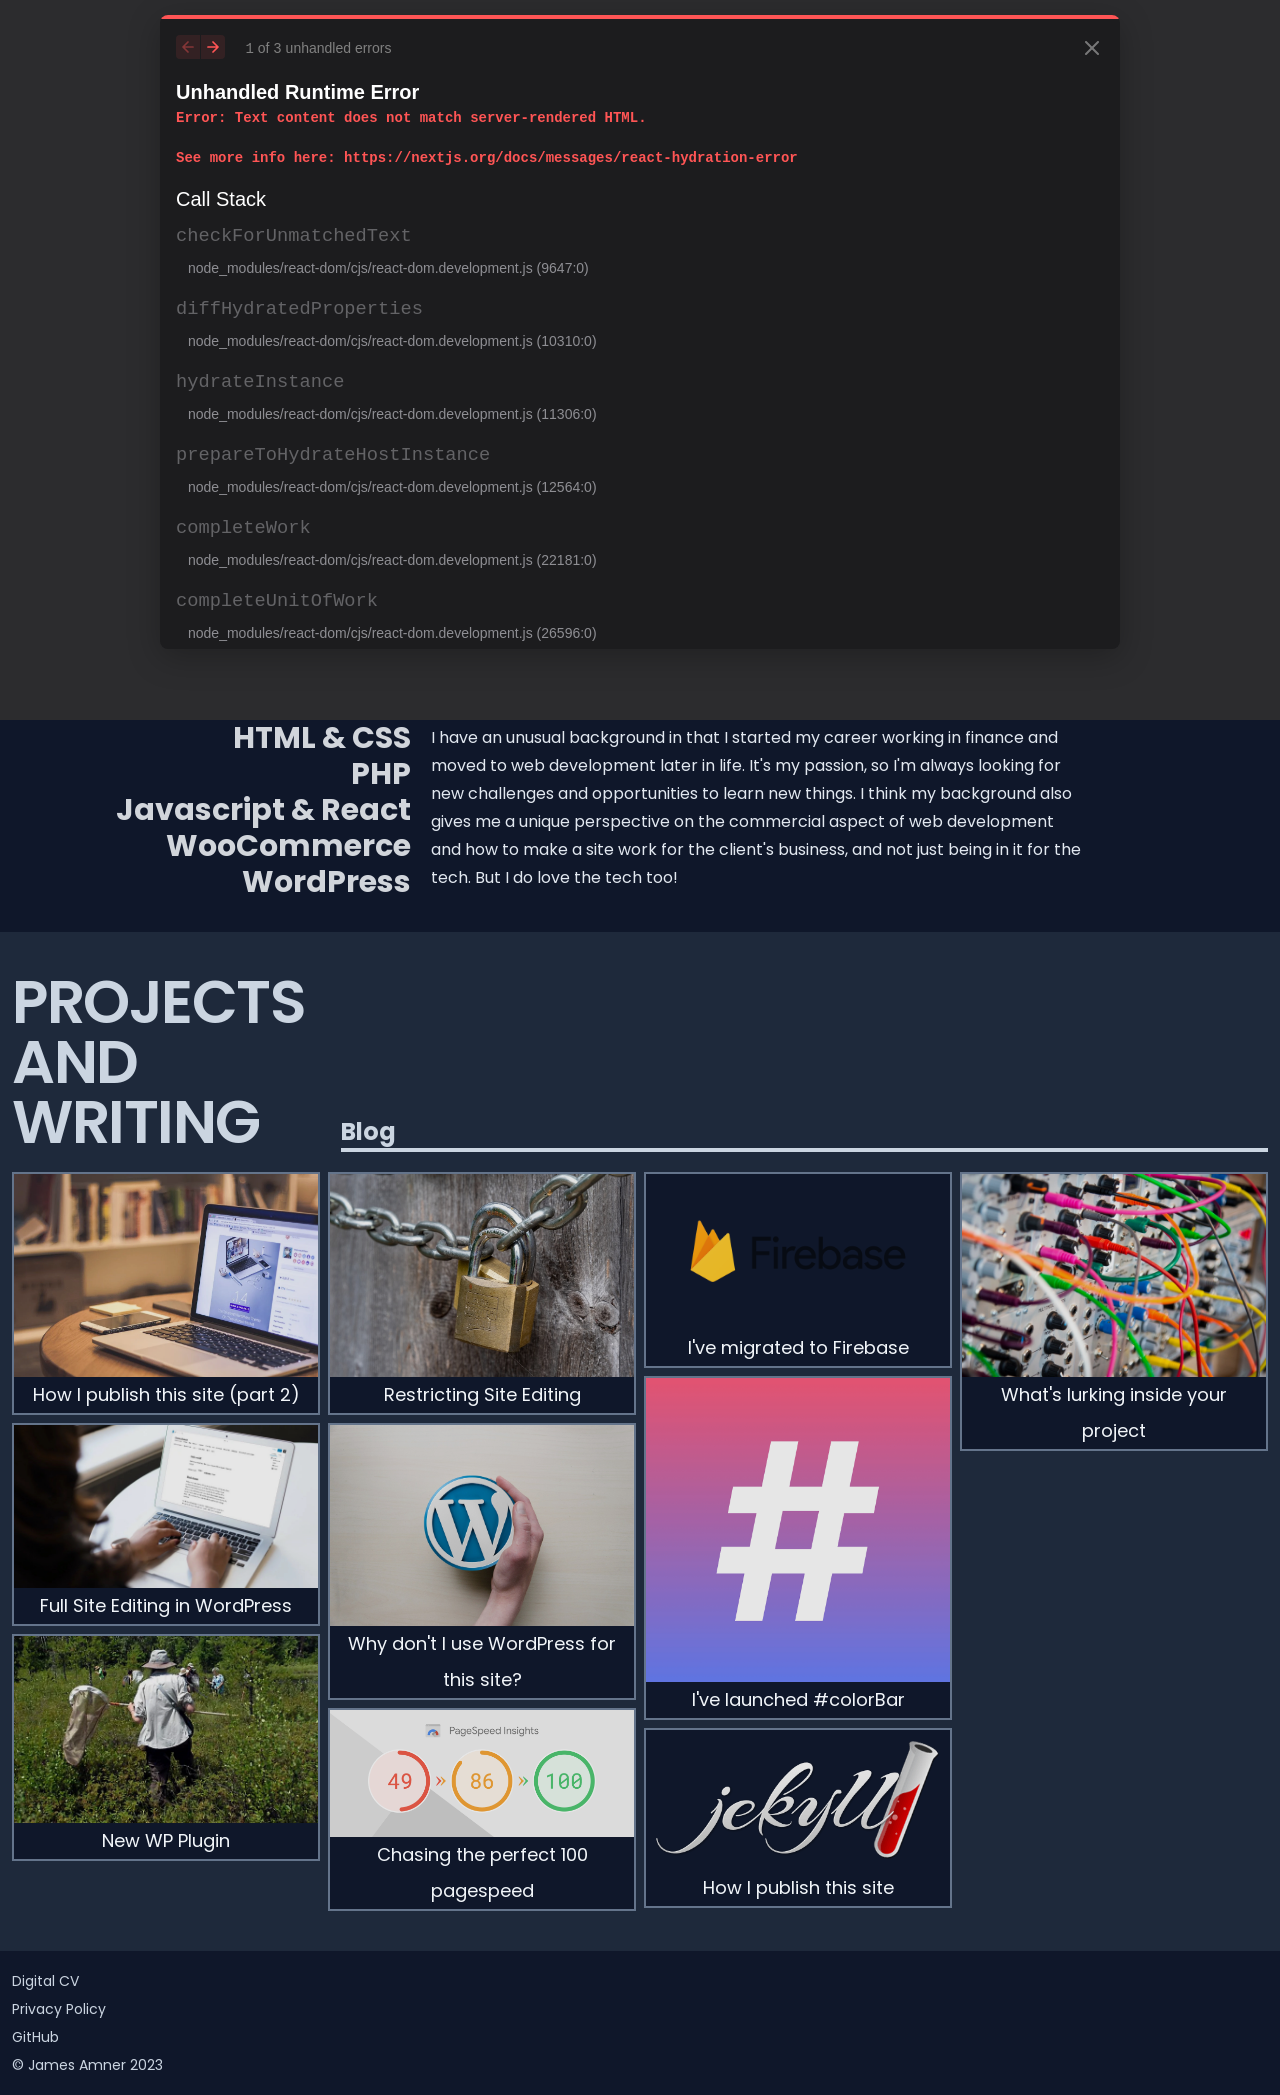 1 of 3 unhandled errors
Unhandled Runtime Error
Error: Text content does not match server-rendered HTML.
See more info here: https://nextjs.org/docs/messages/react-hydration-error
Call Stack
checkForUnmatchedText
node_modules/react-dom/cjs/react-dom.development.js (9647:0)
diffHydratedProperties
node_modules/react-dom/cjs/react-dom.development.js (10310:0)
hydrateInstance
node_modules/react-dom/cjs/react-dom.development.js (11306:0)
prepareToHydrateHostInstance
node_modules/react-dom/cjs/react-dom.development.js (12564:0)
completeWork
node_modules/react-dom/cjs/react-dom.development.js (22181:0)
completeUnitOfWork
node_modules/react-dom/cjs/react-dom.development.js (26596:0)
HTML & CSS
PHP
Javascript & React
WooCommerce
WordPress
I have an unusual background in that I started my career working in finance and
moved to web development later in life. It's my passion, so I'm always looking for
new challenges and opportunities to learn new things. I think my background also
gives me a unique perspective on the commercial aspect of web development
and how to make a site work for the client's business, and not just being in it for the
tech. But I do love the tech too!
PROJECTS
AND
WRITING
Blog
How I publish this site (part 2)
Full Site Editing in WordPress
New WP Plugin
Restricting Site Editing
W
Why don't I use WordPress for
this site?
PageSpeed Insights
49 » 86 » 100
Chasing the perfect 100
pagespeed
Firebase
I've migrated to Firebase
#
I've launched #colorBar
jekyll
How I publish this site
What's lurking inside your
project
Digital CV
Privacy Policy
GitHub
© James Amner 2023